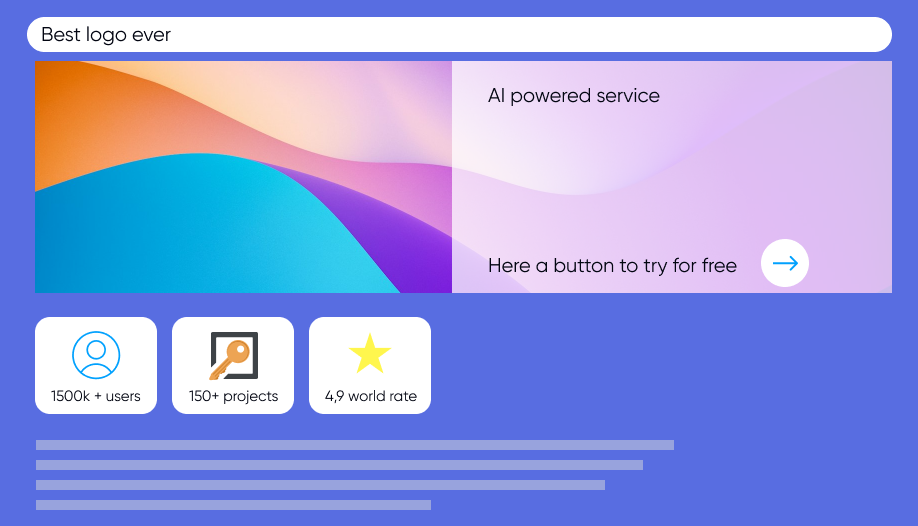 Best logo ever
AI powered service
Here a button to try for free
1500k + users
150+ projects
4,9 world rate